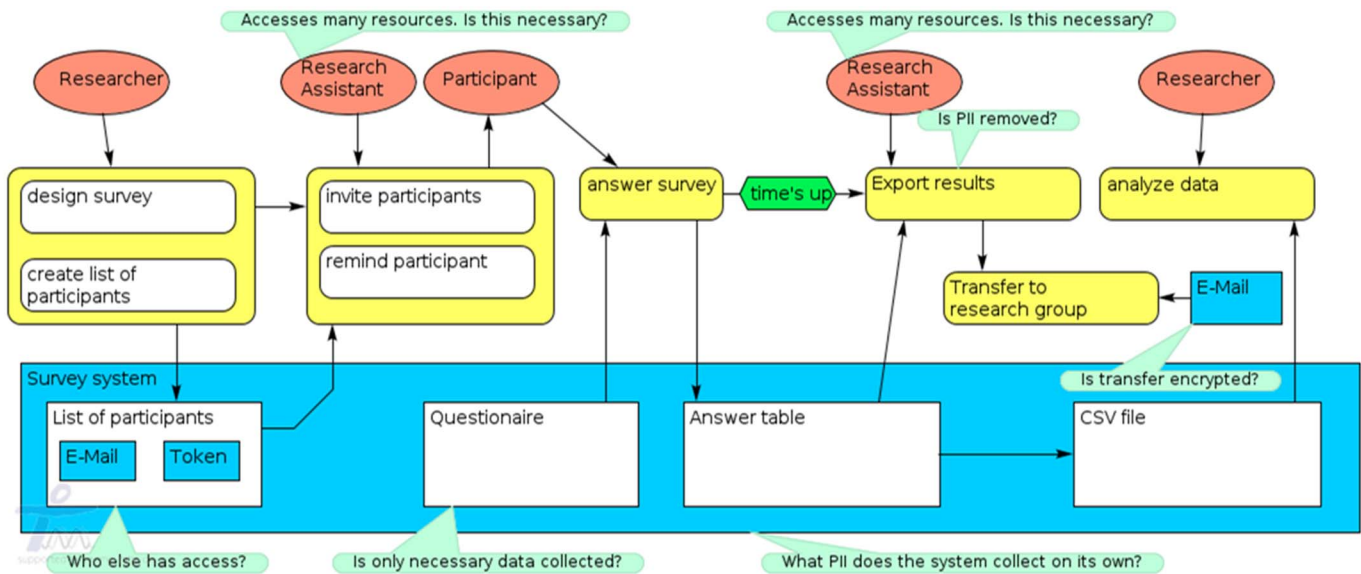 Accesses many resources. Is this necessary?
Accesses many resources. Is this necessary?
Researcher
Research
Assistant
Participant
Research
Assistant
Researcher
Is PII removed?
design survey
create list of
participants
invite participants
remind participant
answer survey
time's up
Export results
analyze data
Transfer to
research group
E-Mail
Is transfer encrypted?
Survey system
List of participants
E-Mail
Token
Questionaire
Answer table
CSV file
Who else has access?
Is only necessary data collected?
What PII does the system collect on its own?